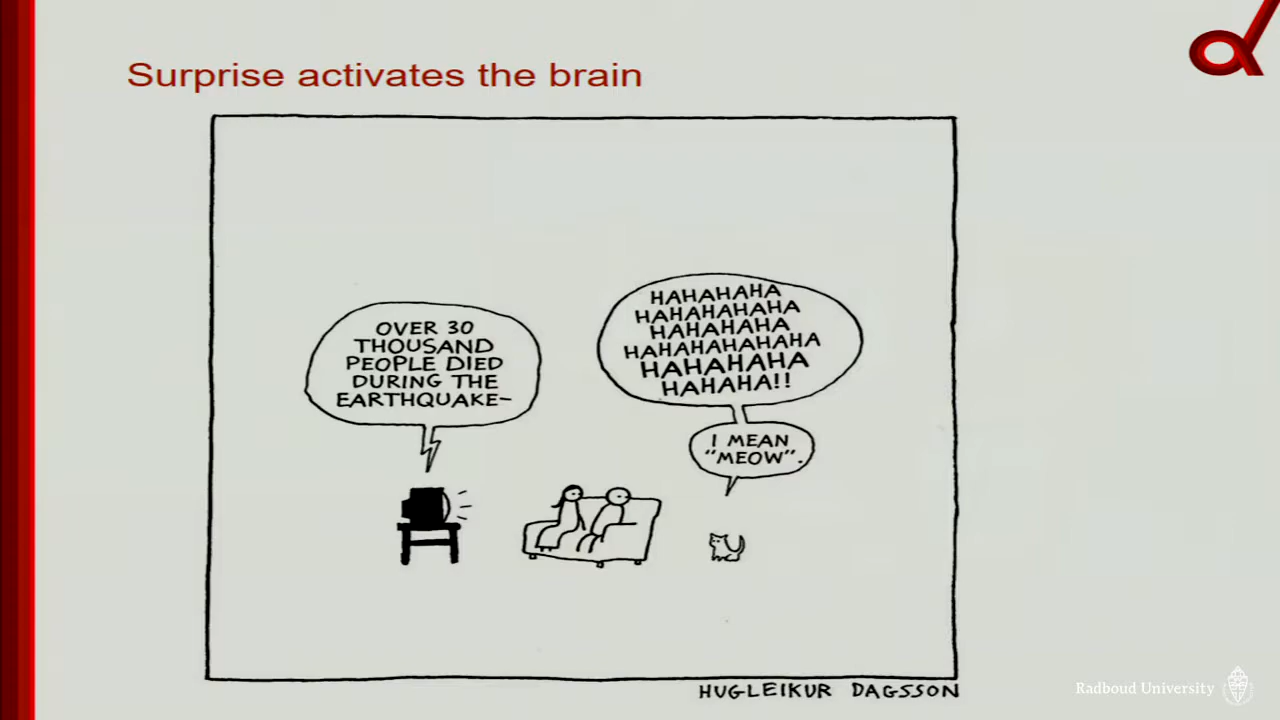 Surprise activates the brain
OVER 30
THOUSAND
PEOPLE DIED
DURING THE
EARTHQUAKE-
HAHAHAHA
HAHAHAHAHA
HAHAHAHA
HAHAHAHAHAHA
HAHAHAHA
HAHAHA!!
I MEAN
"MEOW".
HUGLEIKUR DAGSSON
Radboud University